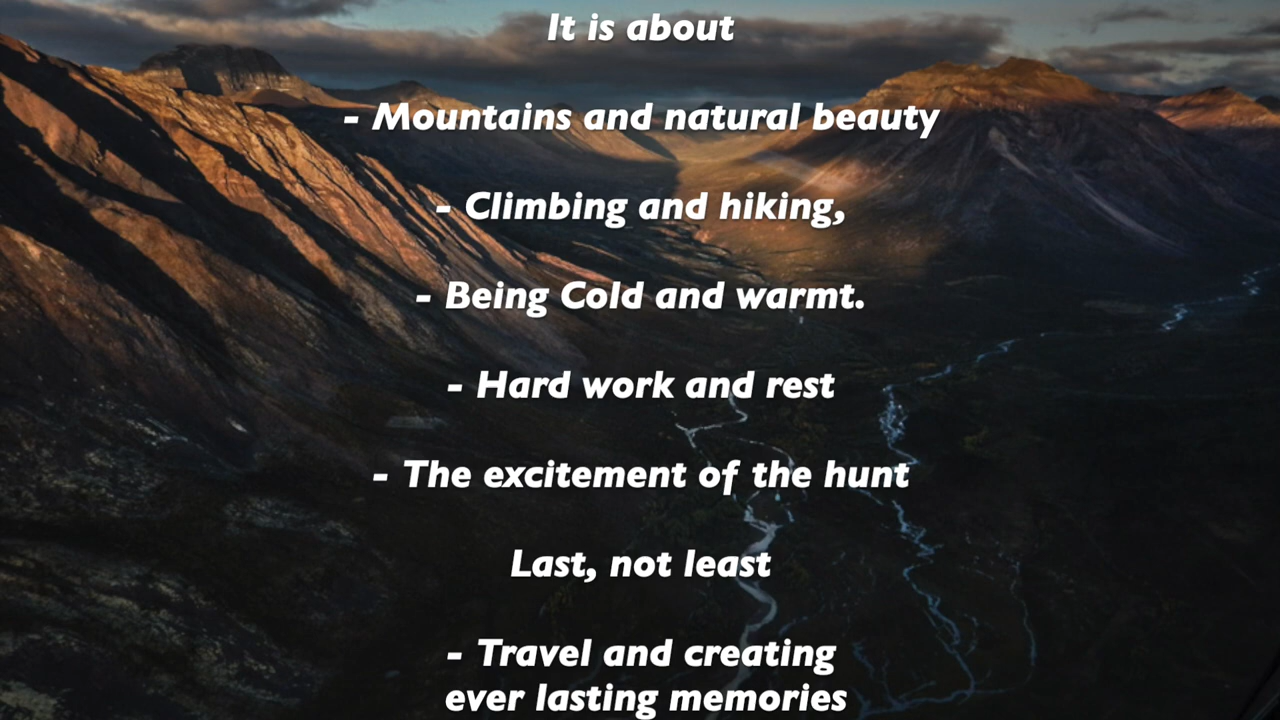 It is about
- Mountains and natural beauty
- Climbing and hiking,
- Being Cold and warmt.
- Hard work and rest
- The excitement of the hunt
Last, not least
- Travel and creating
ever lasting memories